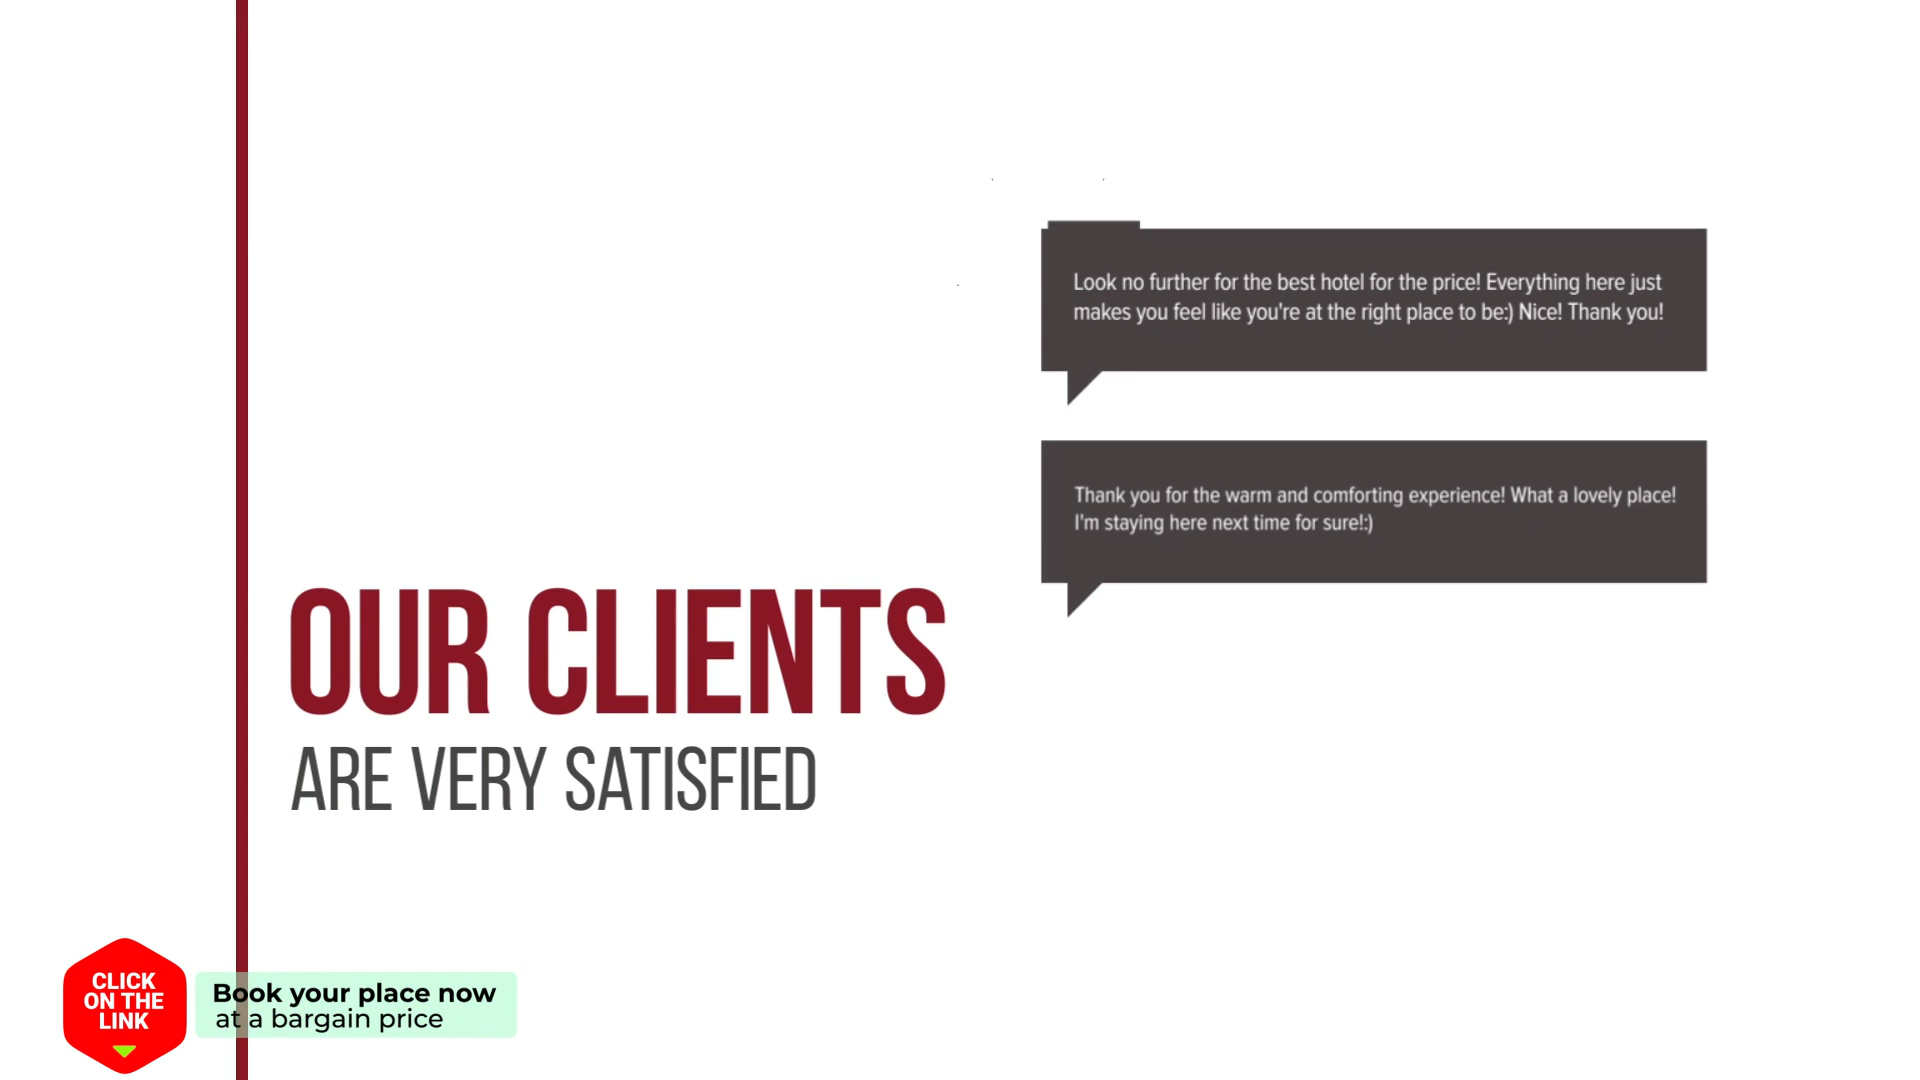 Look no further for the best hotel for the price! Everything here just
makes you feel like you're at the right place to be:) Nice! Thank you!
Thank you for the warm and comforting experience! What a lovely place!
I'm staying here next time for sure!:)
OUR CLIENTS
ARE VERY SATISFIED
CLICK
ON THE
LINK
Book your place now
at a bargain price